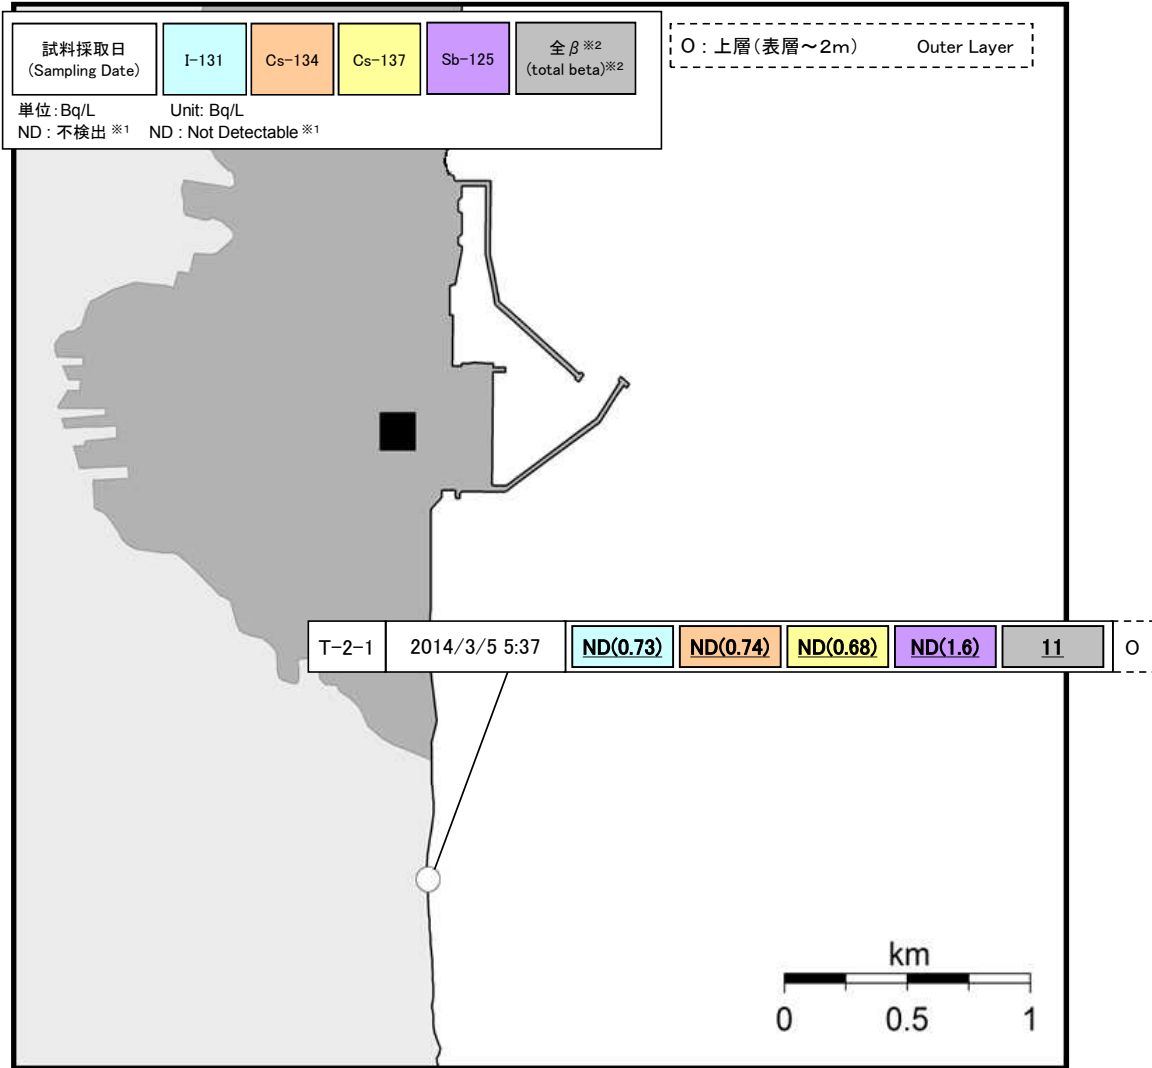 試料採取日
(Sampling Date)
I-131
Cs-134
Cs-137
Sb-125
全β※2
(total beta)※2
単位:Bq/L Unit: Bq/L
ND : 不検出 ※1 ND : Not Detectable ※1
O : 上層(表層～2m) Outer Layer
T-2-1 2014/3/5 5:37 ND(0.73) ND(0.74) ND(0.68) ND(1.6) 11 O
km
0 0.5 1